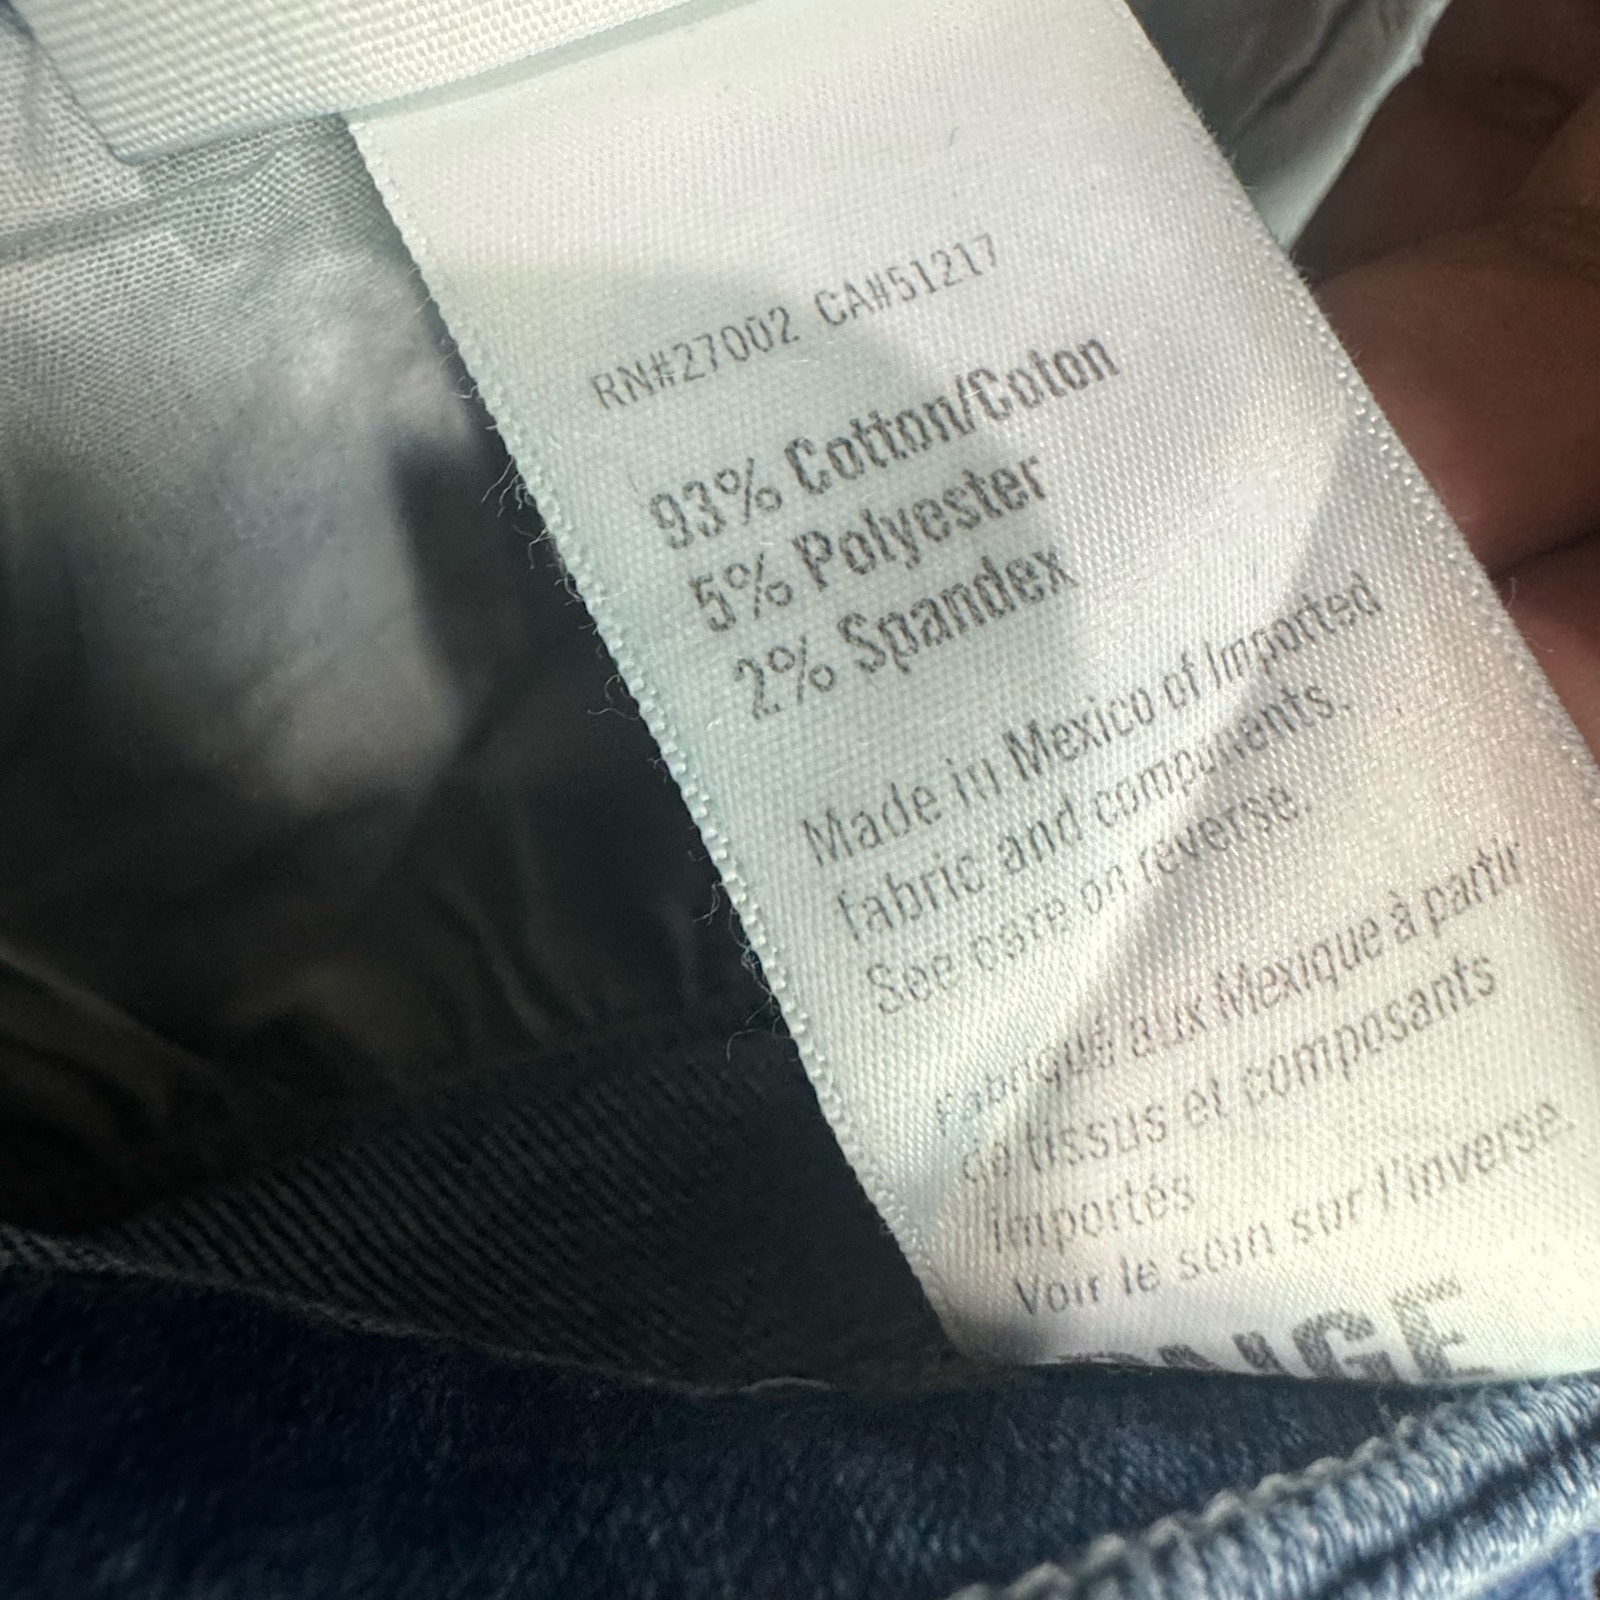 RN#27002 CA#51217
93% Cotton/Coton
5% Polyester
2% Spandex
Made in Mexico of Imported
fabric and components.
See care on reverse.
Fabriqué aux Mexique à partir
de tissus et composants
importés
Voir le soin sur l'inverse.